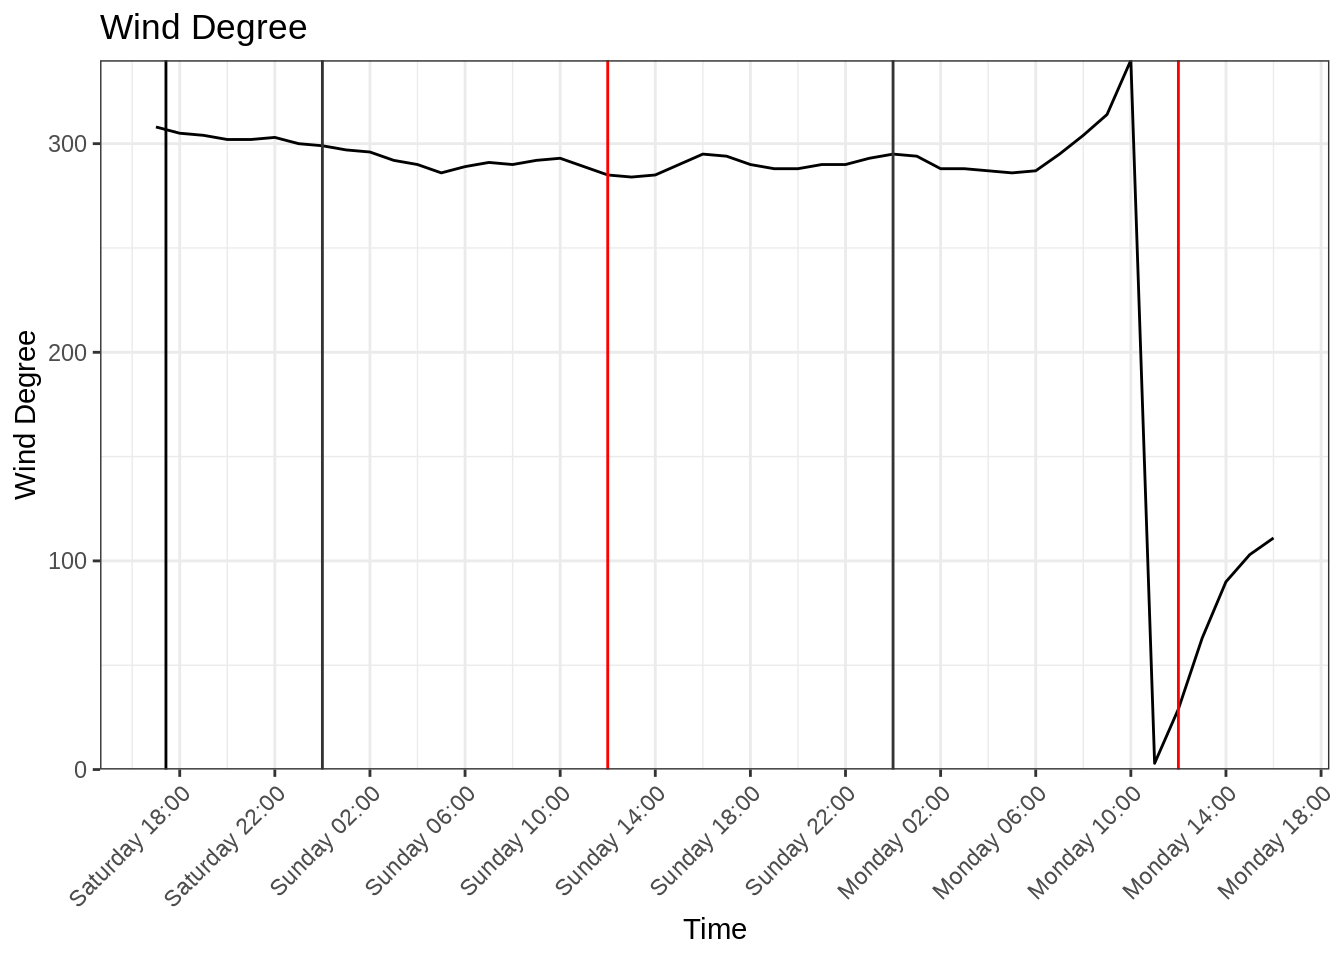 Wind Degree
Wind Degree
300
200
100
0
Saturday 18:00
Saturday 22:00
Sunday 02:00
Sunday 06:00
Sunday 10:00
Sunday 14:00
Sunday 18:00
Sunday 22:00
Monday 02:00
Monday 06:00
Monday 10:00
Monday 14:00
Monday 18:00
Time